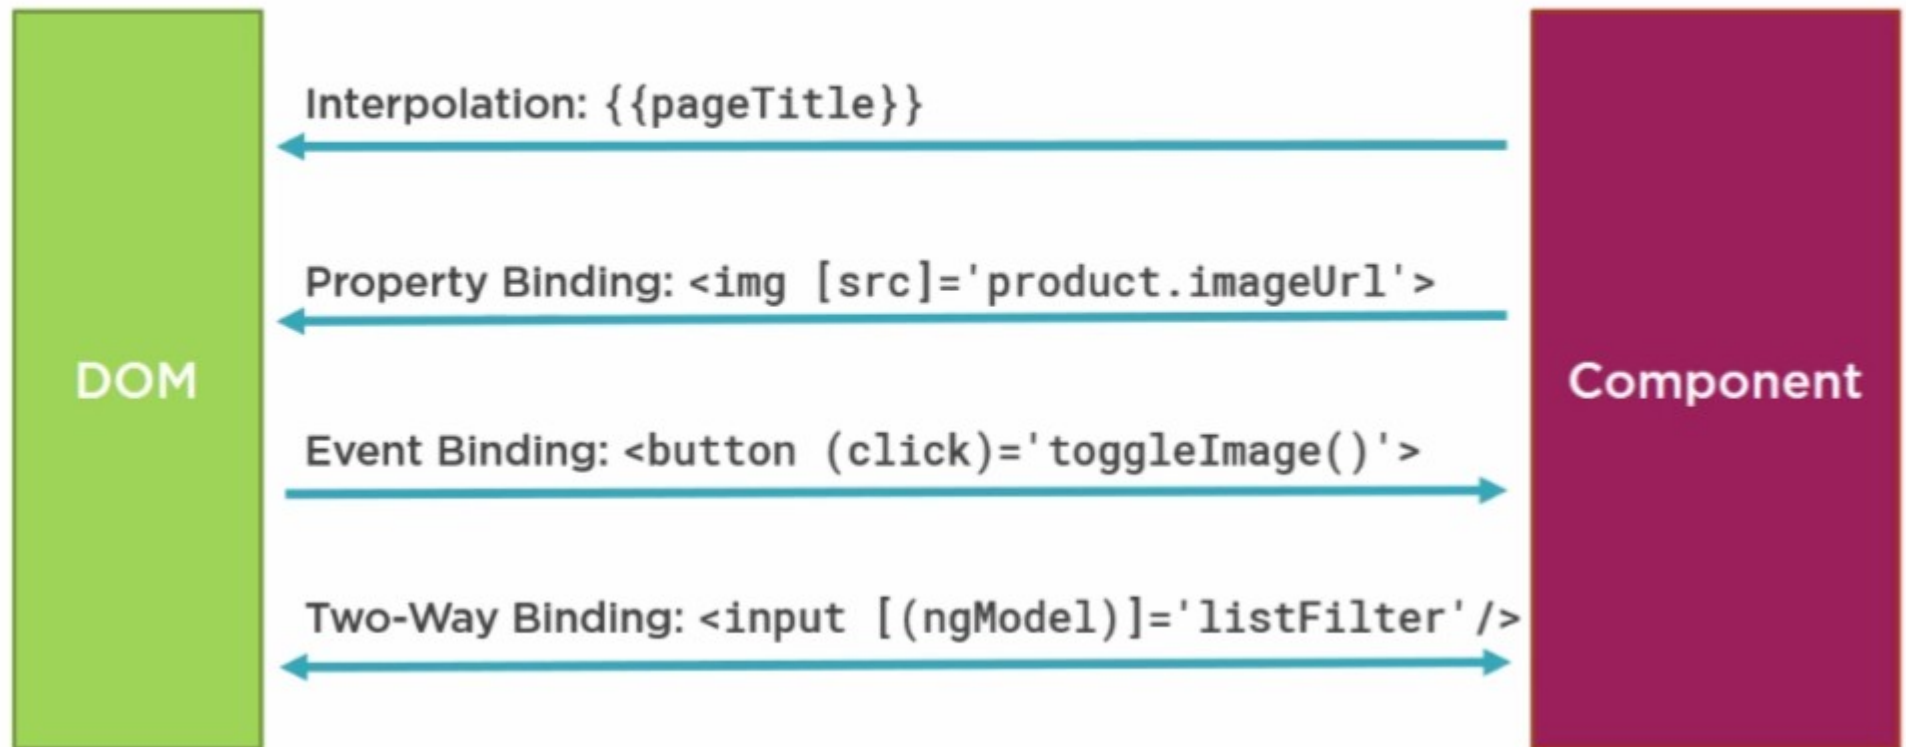 Interpolation: {{pageTitle}}
Property Binding: <img [src]='product.imageUrl'>
DOM
Component
Event Binding: <button (click)='toggleImage()'>
Two-Way Binding: <input [(ngModel)]='listFilter'/>